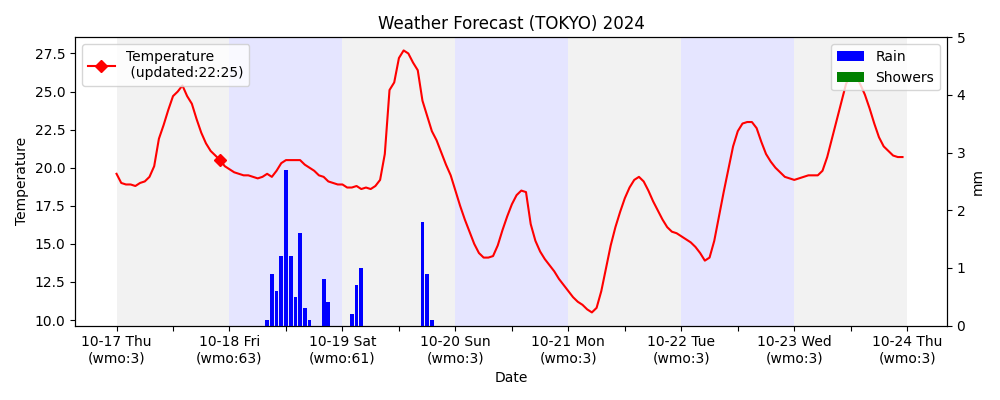 Weather Forecast (TOKYO) 2024
Temperature
(updated:22:25)
Rain
Showers
Temperature
27.5
25.0
22.5
20.0
17.5
15.0
12.5
10.0
5
4
3
2
1
0
mm
10-17 Thu
(wmo:3)
10-18 Fri
(wmo:63)
10-19 Sat
(wmo:61)
10-20 Sun
(wmo:3)
10-21 Mon
(wmo:3)
10-22 Tue
(wmo:3)
10-23 Wed
(wmo:3)
10-24 Thu
(wmo:3)
Date